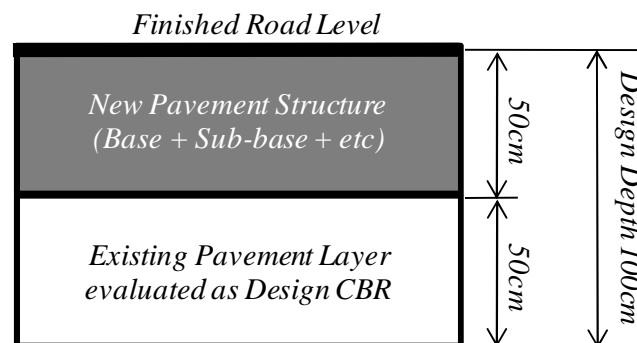 Finished Road Level
New Pavement Structure
(Base + Sub-base + etc)
Existing Pavement Layer
evaluated as Design CBR
50cm
50cm
Design Depth 100cm